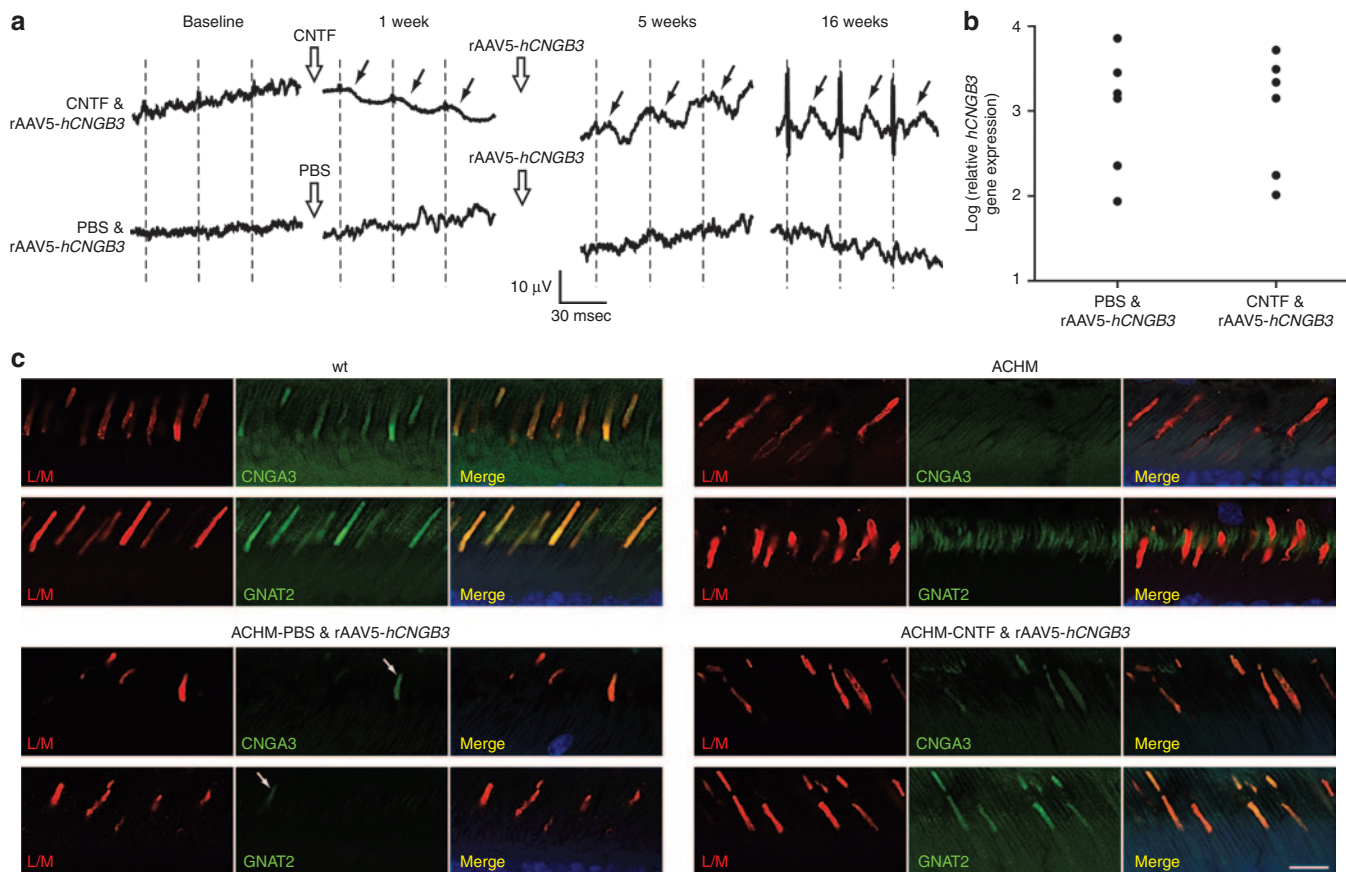 a
Baseline
CNTF
1 week
rAAV5-hCNGB3
5 weeks
16 weeks
CNTF &
rAAV5-hCNGB3
PBS
rAAV5-hCNGB3
PBS &
rAAV5-hCNGB3
10 μV
30 msec
b
Log (relative hCNGB3
gene expression)
4
3
2
1
PBS &
rAAV5-hCNGB3
CNTF &
rAAV5-hCNGB3
c
wt
L/M
CNGA3
Merge
L/M
GNAT2
Merge
ACHM
L/M
CNGA3
Merge
L/M
GNAT2
Merge
ACHM-PBS & rAAV5-hCNGB3
L/M
CNGA3
Merge
L/M
GNAT2
Merge
ACHM-CNTF & rAAV5-hCNGB3
L/M
CNGA3
Merge
L/M
GNAT2
Merge